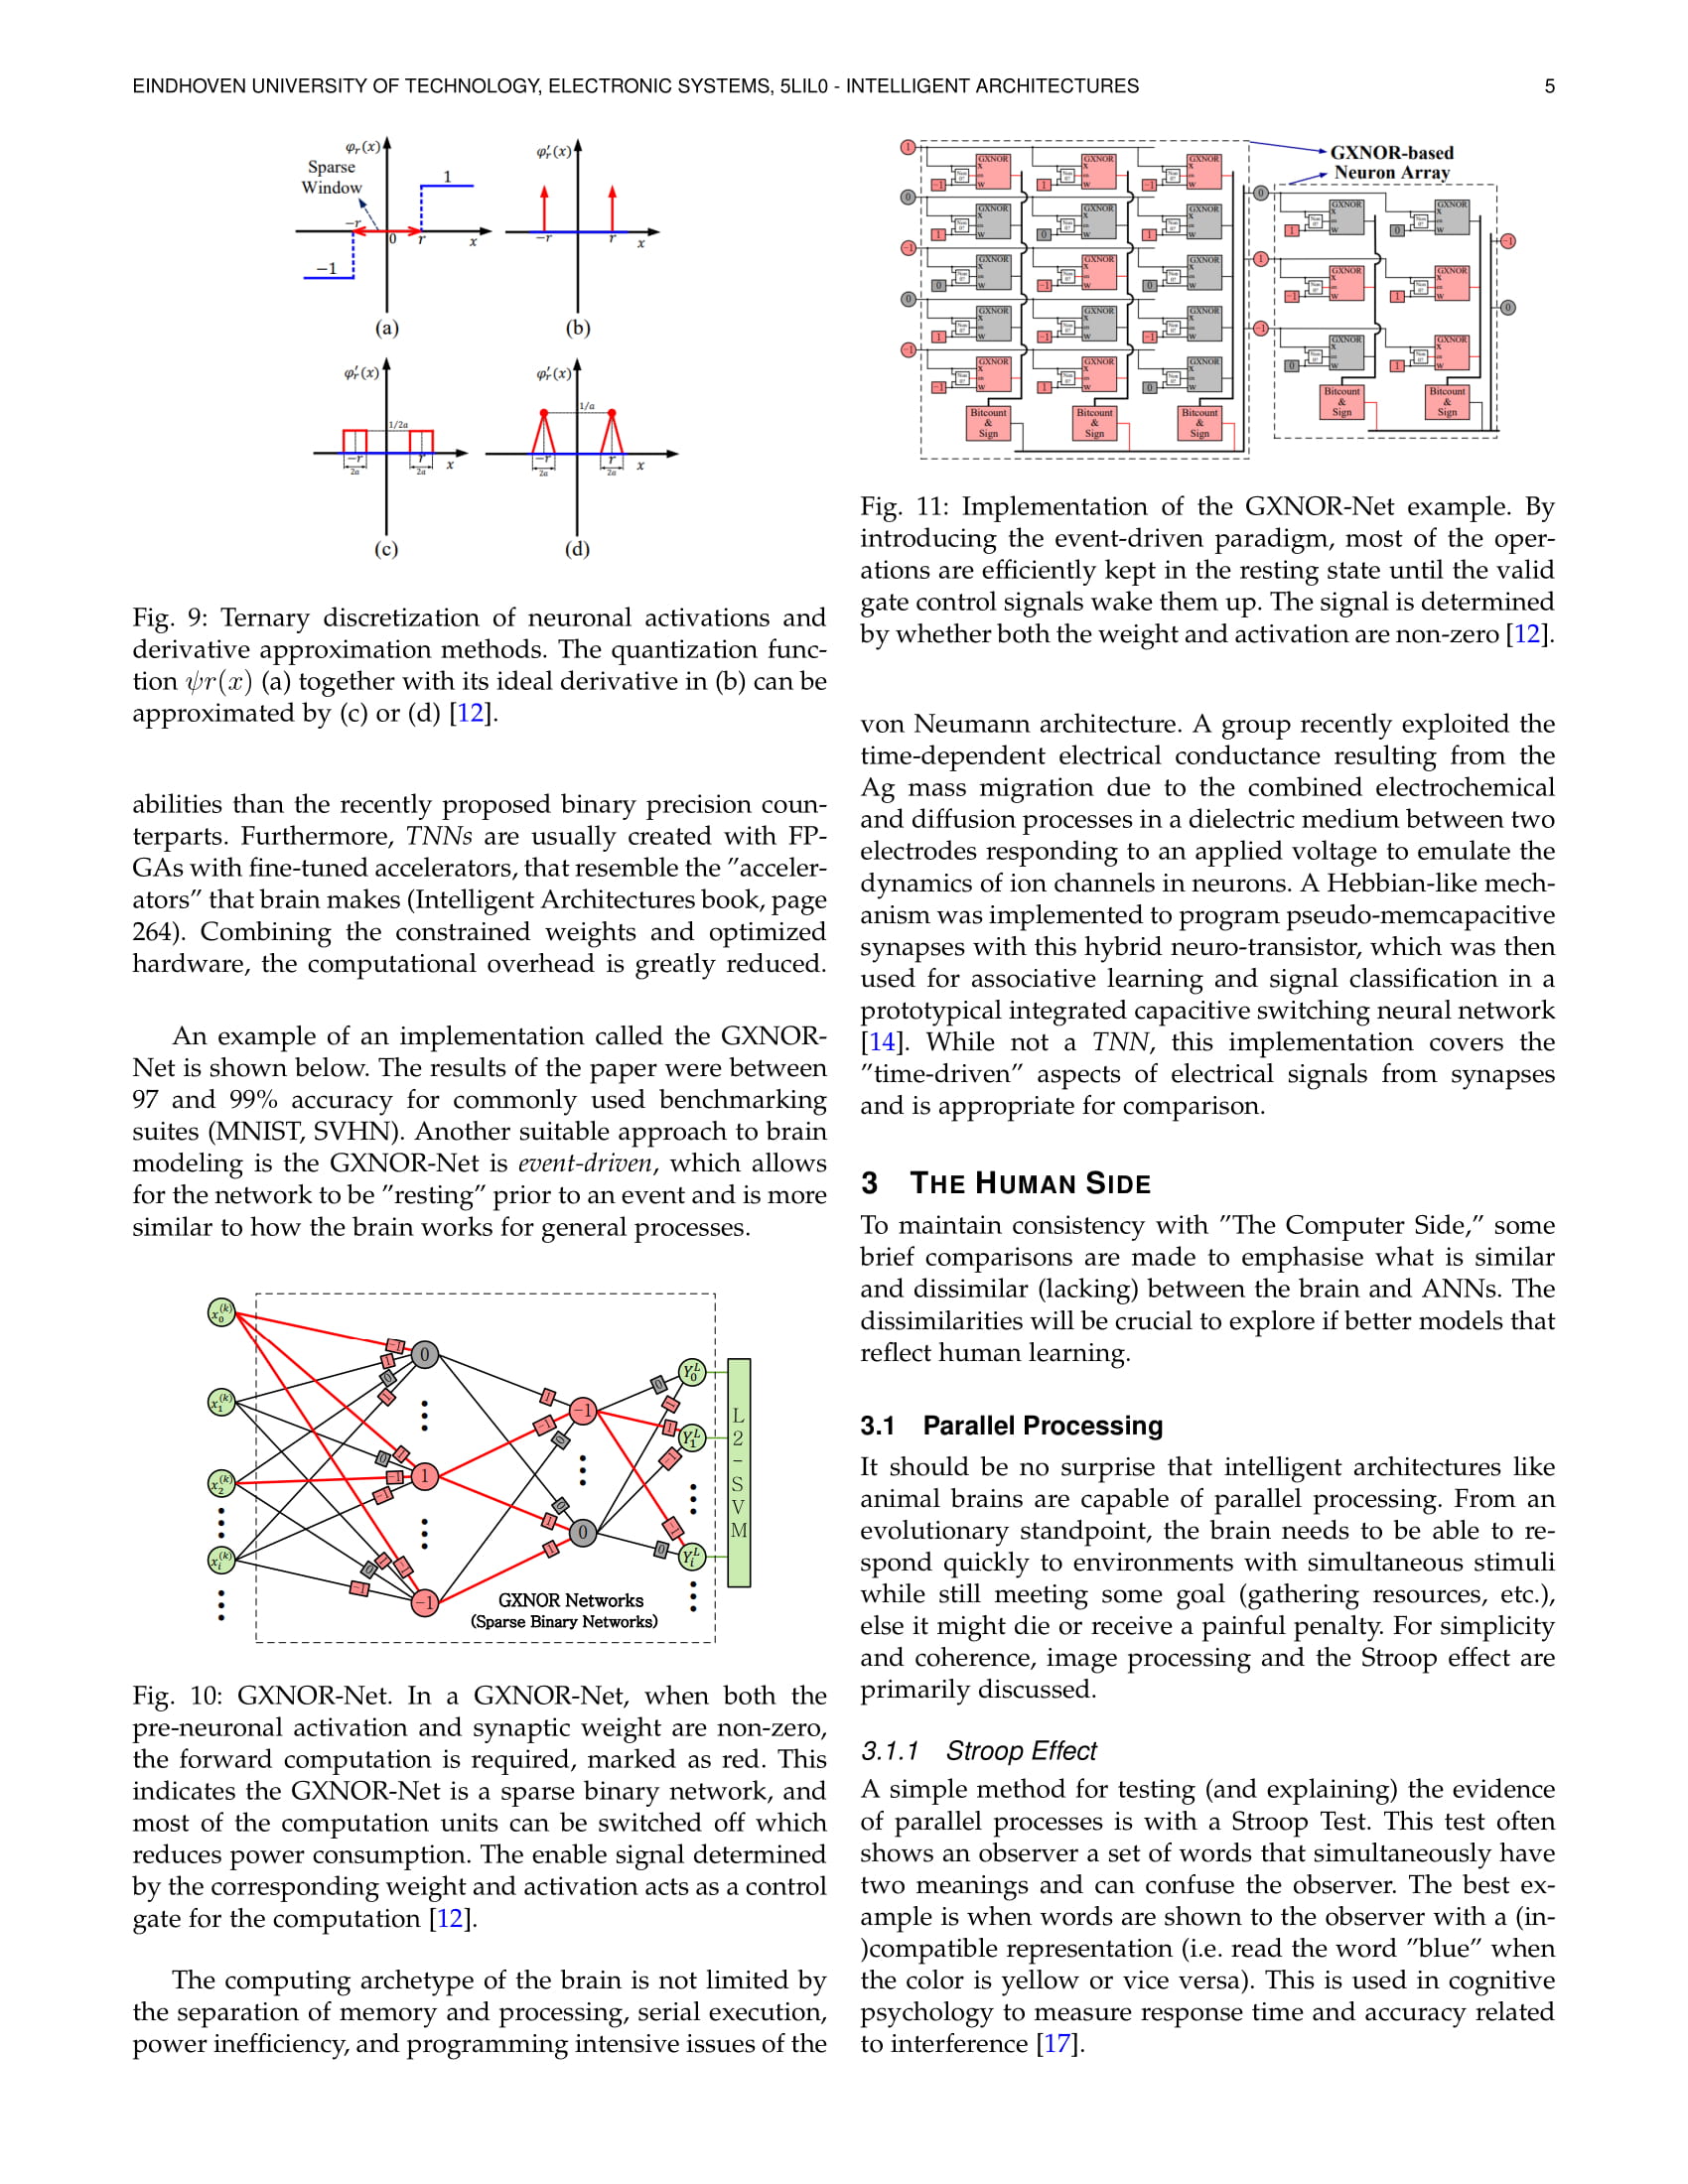 EINDHOVEN UNIVERSITY OF TECHNOLOGY, ELECTRONIC SYSTEMS, 5LIL0 - INTELLIGENT ARCHITECTURES 5
φr(x)
Sparse
Window
1
−r
0
r
x
−1
(a)
φ′r(x)
−r
r
x
(b)
φ′r(x)
1/2a
−r
r
x
2a
2a
(c)
φ′r(x)
1/a
−r
r
x
2a
2a
(d)
Fig. 9: Ternary discretization of neuronal activations and
derivative approximation methods. The quantization func-
tion ψr(x) (a) together with its ideal derivative in (b) can be
approximated by (c) or (d) [12].
abilities than the recently proposed binary precision coun-
terparts. Furthermore, TNNs are usually created with FP-
GAs with fine-tuned accelerators, that resemble the ”acceler-
ators” that brain makes (Intelligent Architectures book, page
264). Combining the constrained weights and optimized
hardware, the computational overhead is greatly reduced.
An example of an implementation called the GXNOR-
Net is shown below. The results of the paper were between
97 and 99% accuracy for commonly used benchmarking
suites (MNIST, SVHN). Another suitable approach to brain
modeling is the GXNOR-Net is event-driven, which allows
for the network to be ”resting” prior to an event and is more
similar to how the brain works for general processes.
GXNOR Networks
(Sparse Binary Networks)
L
2
-
S
V
M
Fig. 10: GXNOR-Net. In a GXNOR-Net, when both the
pre-neuronal activation and synaptic weight are non-zero,
the forward computation is required, marked as red. This
indicates the GXNOR-Net is a sparse binary network, and
most of the computation units can be switched off which
reduces power consumption. The enable signal determined
by the corresponding weight and activation acts as a control
gate for the computation [12].
The computing archetype of the brain is not limited by
the separation of memory and processing, serial execution,
power inefficiency, and programming intensive issues of the
GXNOR-based
Neuron Array
Bitcount
&
Sign
Bitcount
&
Sign
Bitcount
&
Sign
Bitcount
&
Sign
Bitcount
&
Sign
Fig. 11: Implementation of the GXNOR-Net example. By
introducing the event-driven paradigm, most of the oper-
ations are efficiently kept in the resting state until the valid
gate control signals wake them up. The signal is determined
by whether both the weight and activation are non-zero [12].
von Neumann architecture. A group recently exploited the
time-dependent electrical conductance resulting from the
Ag mass migration due to the combined electrochemical
and diffusion processes in a dielectric medium between two
electrodes responding to an applied voltage to emulate the
dynamics of ion channels in neurons. A Hebbian-like mech-
anism was implemented to program pseudo-memcapacitive
synapses with this hybrid neuro-transistor, which was then
used for associative learning and signal classification in a
prototypical integrated capacitive switching neural network
[14]. While not a TNN, this implementation covers the
”time-driven” aspects of electrical signals from synapses
and is appropriate for comparison.
3 THE HUMAN SIDE
To maintain consistency with ”The Computer Side,” some
brief comparisons are made to emphasise what is similar
and dissimilar (lacking) between the brain and ANNs. The
dissimilarities will be crucial to explore if better models that
reflect human learning.
3.1 Parallel Processing
It should be no surprise that intelligent architectures like
animal brains are capable of parallel processing. From an
evolutionary standpoint, the brain needs to be able to re-
spond quickly to environments with simultaneous stimuli
while still meeting some goal (gathering resources, etc.),
else it might die or receive a painful penalty. For simplicity
and coherence, image processing and the Stroop effect are
primarily discussed.
3.1.1 Stroop Effect
A simple method for testing (and explaining) the evidence
of parallel processes is with a Stroop Test. This test often
shows an observer a set of words that simultaneously have
two meanings and can confuse the observer. The best ex-
ample is when words are shown to the observer with a (in-
)compatible representation (i.e. read the word ”blue” when
the color is yellow or vice versa). This is used in cognitive
psychology to measure response time and accuracy related
to interference [17].